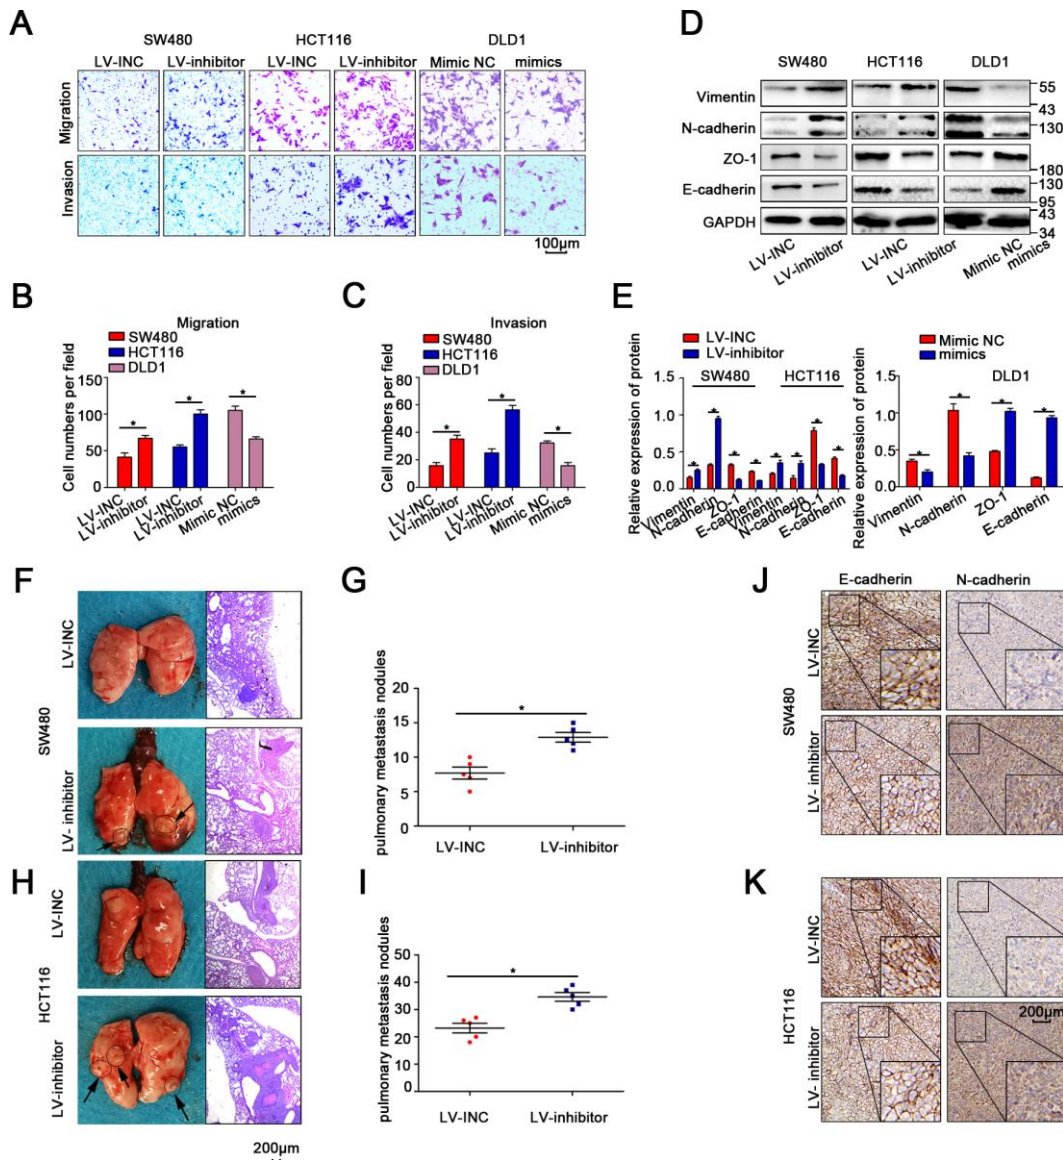 A
SW480 HCT116 DLD1
LV-INC LV-inhibitor LV-INC LV-inhibitor Mimic NC mimics
Migration
Invasion
100μm
D
SW480 HCT116 DLD1
Vimentin 55
43
N-cadherin 130
ZO-1
180
E-cadherin 130
95
GAPDH 43
34
LV-INC LV-inhibitor LV-INC LV-inhibitor Mimic NC mimics
B
Migration
SW480
HCT116
DLD1
Cell numbers per field
150
100
50
0
* * *
LV-INC LV-inhibitor LV-INC LV-inhibitor Mimic NC mimics
C
Invasion
SW480
HCT116
DLD1
Cell numbers per field
80
60
40
20
0
* * *
LV-INC LV-inhibitor LV-INC LV-inhibitor Mimic NC mimics
E
LV-INC
LV-inhibitor
SW480 HCT116
Relative expression of protein
1.5
1.0
0.5
0.0
* * * * * * * *
Vimentin N-cadherin ZO-1 E-cadherin Vimentin N-cadherin ZO-1 E-cadherin
Mimic NC
mimics
DLD1
Relative expression of protein
1.5
1.0
0.5
0.0
* * * *
Vimentin N-cadherin ZO-1 E-cadherin
F
SW480
LV-INC
LV- inhibitor
G
pulmonary metastasis nodules
20
15
10
5
0
*
LV-INC LV-inhibitor
H
HCT116
LV-INC
LV-inhibitor
200μm
I
pulmonary metastasis nodules
50
40
30
20
10
0
*
LV-INC LV-inhibitor
J
E-cadherin N-cadherin
SW480
LV-INC
LV- inhibitor
K
HCT116
LV-INC
LV- inhibitor
200μm